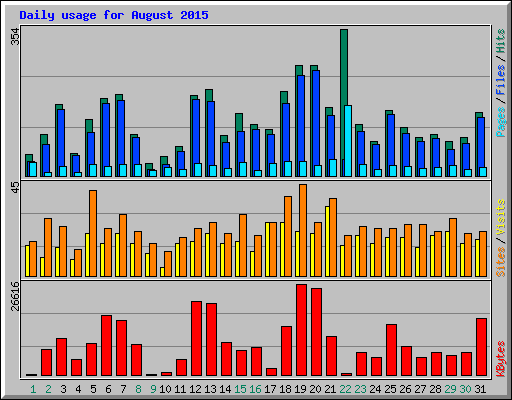 Daily usage for August 2015
354
Pages / Files / Hits
45
Sites / Visits
26616
KBytes
1 2 3 4 5 6 7 8 9 10 11 12 13 14 15 16 17 18 19 20 21 22 23 24 25 26 27 28 29 30 31